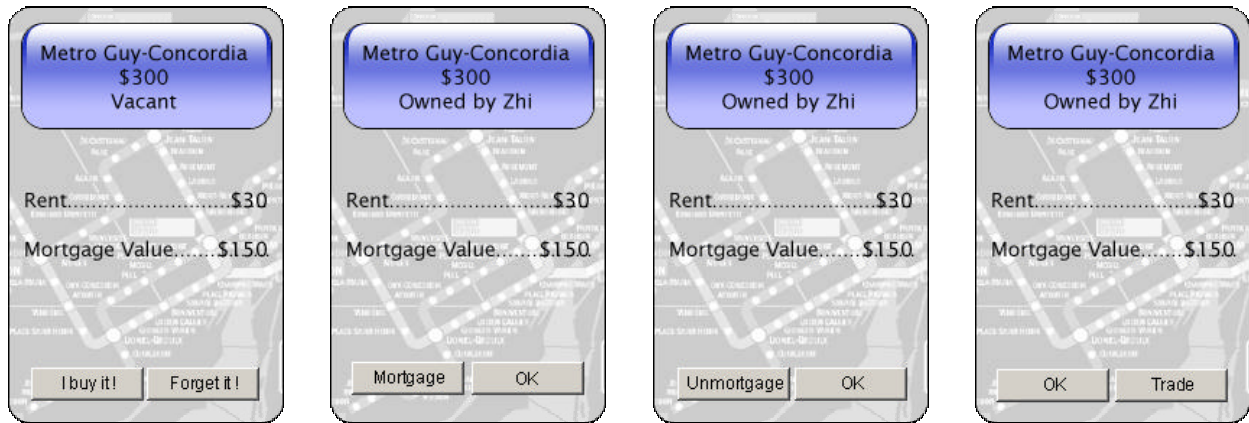 Metro Guy-Concordia
$300
Vacant
Rent.......................$30
Mortgage Value.......$150
I buy it!
Forget it!
Metro Guy-Concordia
$300
Owned by Zhi
Rent.......................$30
Mortgage Value.......$150
Mortgage
OK
Metro Guy-Concordia
$300
Owned by Zhi
Rent.......................$30
Mortgage Value.......$150
Unmortgage
OK
Metro Guy-Concordia
$300
Owned by Zhi
Rent.......................$30
Mortgage Value.......$150
OK
Trade